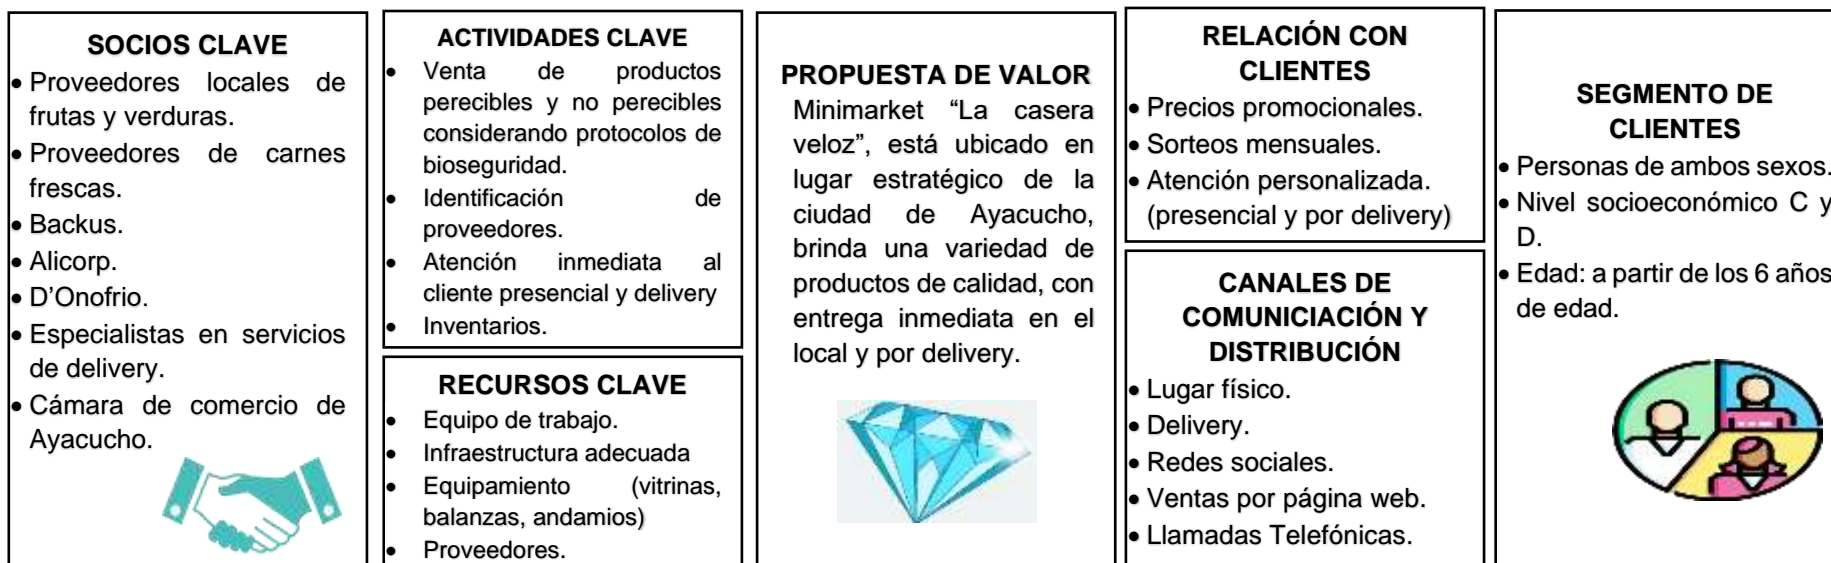 SOCIOS CLAVE
• Proveedores locales de
frutas y verduras.
• Proveedores de carnes
frescas.
• Backus.
• Alicorp.
• D’Onofrio.
• Especialistas en servicios
de delivery.
• Cámara de comercio de
Ayacucho.
ACTIVIDADES CLAVE
• Venta de productos
perecibles y no perecibles
considerando protocolos de
bioseguridad.
• Identificación de
proveedores.
• Atención inmediata al
cliente presencial y delivery
• Inventarios.
RECURSOS CLAVE
• Equipo de trabajo.
• Infraestructura adecuada
• Equipamiento (vitrinas,
balanzas, andamios)
• Proveedores.
PROPUESTA DE VALOR
Minimarket “La casera
veloz”, está ubicado en
lugar estratégico de la
ciudad de Ayacucho,
brinda una variedad de
productos de calidad, con
entrega inmediata en el
local y por delivery.
RELACIÓN CON
CLIENTES
• Precios promocionales.
• Sorteos mensuales.
• Atención personalizada.
(presencial y por delivery)
CANALES DE
COMUNICIACIÓN Y
DISTRIBUCIÓN
• Lugar físico.
• Delivery.
• Redes sociales.
• Ventas por página web.
• Llamadas Telefónicas.
SEGMENTO DE
CLIENTES
• Personas de ambos sexos.
• Nivel socioeconómico C y
D.
• Edad: a partir de los 6 años
de edad.